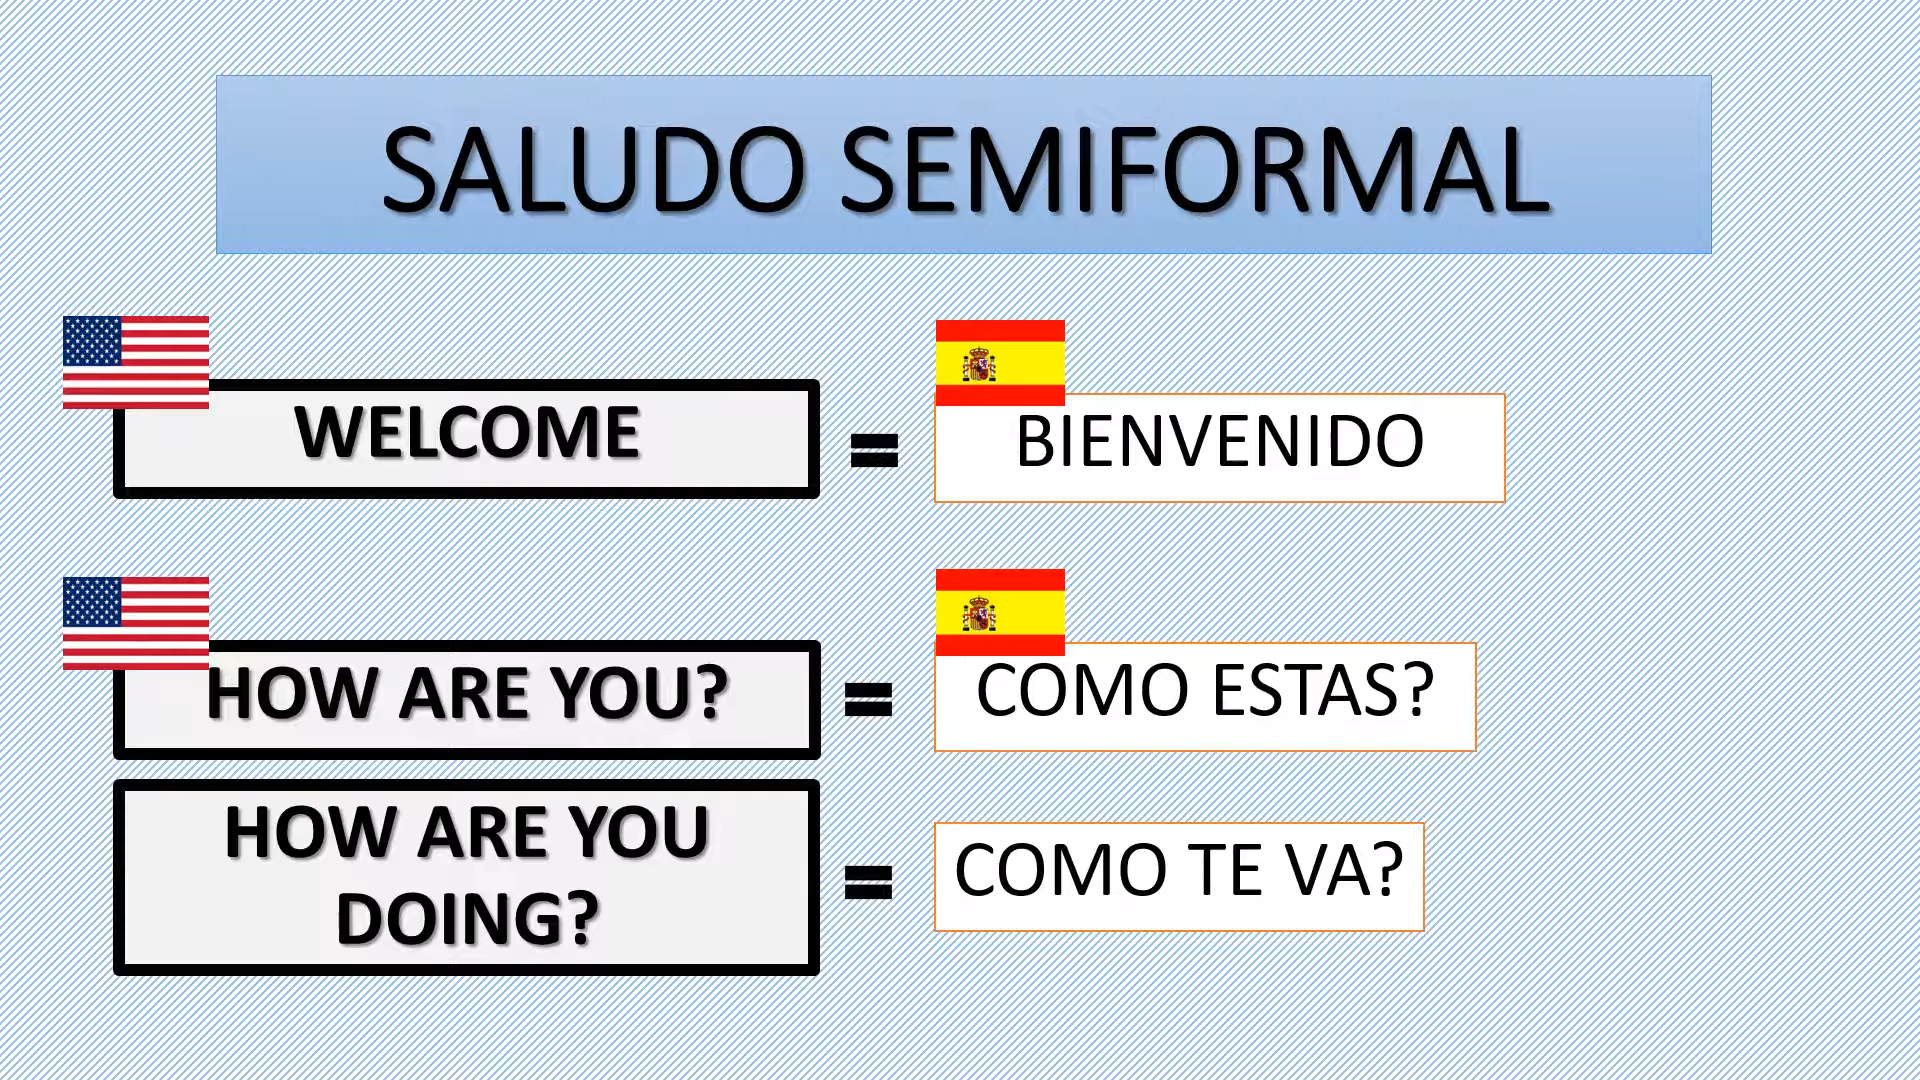 SALUDO SEMIFORMAL
WELCOME
=
BIENVENIDO
HOW ARE YOU?
=
COMO ESTAS?
HOW ARE YOU
DOING?
=
COMO TE VA?